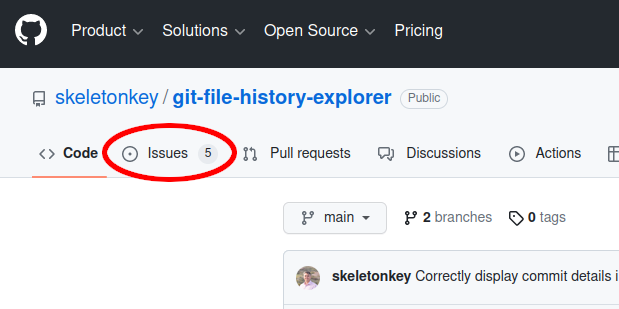 Product Solutions Open Source Pricing
skeletonkey / git-file-history-explorer Public
Code Issues 5 Pull requests Discussions Actions
main 2 branches 0 tags
skeletonkey Correctly display commit details i